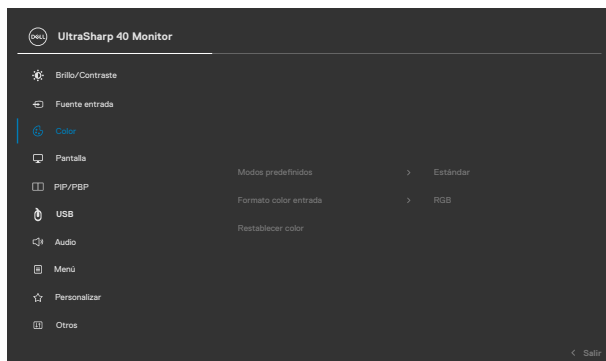 DELL
UltraSharp 40 Monitor
Brillo/Contraste
Fuente entrada
Color
Pantalla
PIP/PBP
USB
Audio
Menú
Personalizar
Otros
Modos predefinidos > Estándar
Formato color entrada > RGB
Restablecer color
< Salir